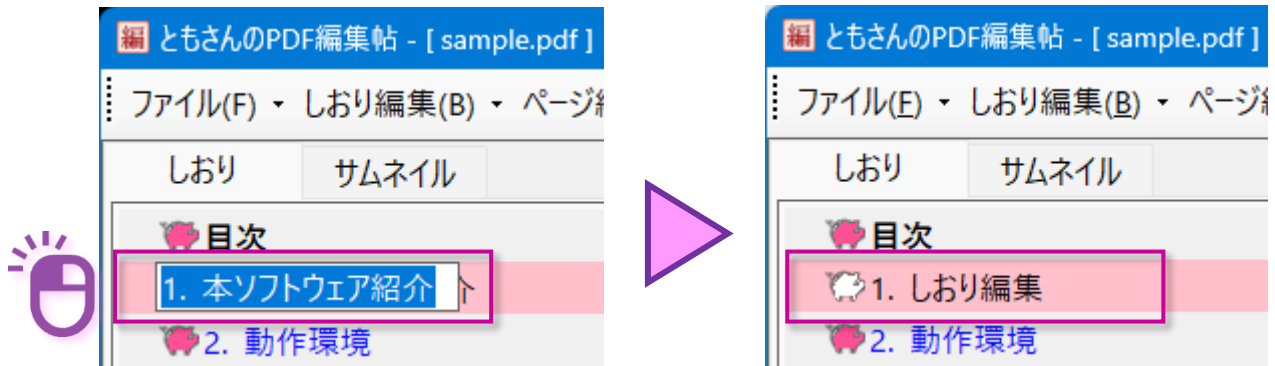 編 ともさんのPDF編集帖 - [ sample.pdf ]
ファイル(F) しおり編集(B) ページ
しおり サムネイル
目次
1. 本ソフトウェア紹介
2. 動作環境
編 ともさんのPDF編集帖 - [ sample.pdf ]
ファイル(F) しおり編集(B) ページ
しおり サムネイル
目次
1. しおり編集
2. 動作環境